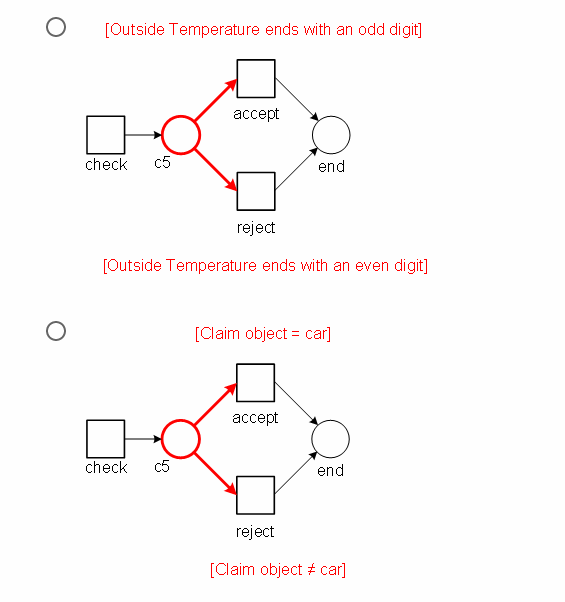 [Outside Temperature ends with an odd digit]
accept
check
c5
end
reject
[Outside Temperature ends with an even digit]
[Claim object = car]
accept
check
c5
end
reject
[Claim object ≠ car]